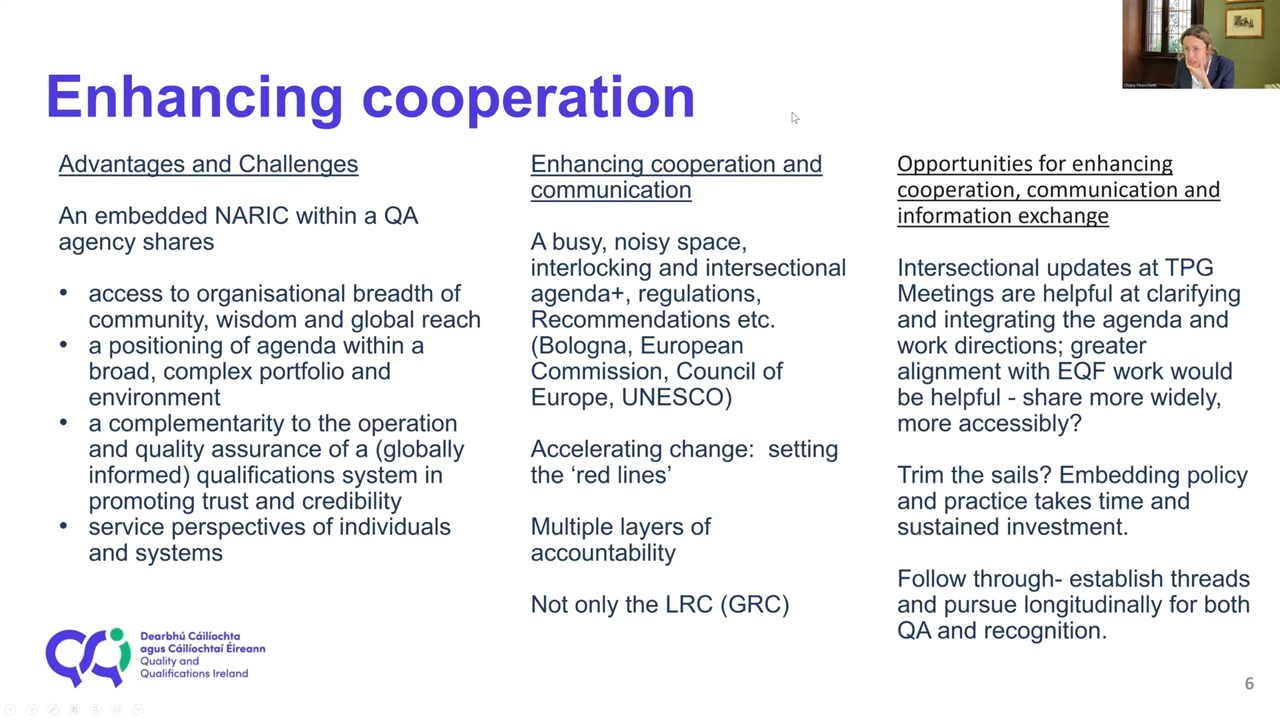 Enhancing cooperation
Advantages and Challenges
An embedded NARIC within a QA
agency shares
• access to organisational breadth of
community, wisdom and global reach
• a positioning of agenda within a
broad, complex portfolio and
environment
• a complementarity to the operation
and quality assurance of a (globally
informed) qualifications system in
promoting trust and credibility
• service perspectives of individuals
and systems
Enhancing cooperation and
communication
A busy, noisy space,
interlocking and intersectional
agenda+, regulations,
Recommendations etc.
(Bologna, European
Commission, Council of
Europe, UNESCO)
Accelerating change:  setting
the ‘red lines’
Multiple layers of
accountability
Not only the LRC (GRC)
Opportunities for enhancing
cooperation, communication and
information exchange
Intersectional updates at TPG
Meetings are helpful at clarifying
and integrating the agenda and
work directions; greater
alignment with EQF work would
be helpful - share more widely,
more accessibly?
Trim the sails? Embedding policy
and practice takes time and
sustained investment.
Follow through- establish threads
and pursue longitudinally for both
QA and recognition.
Dearbhú Cáilíochta
agus Cáilíochtaí Éireann
Quality and
Qualifications Ireland
6